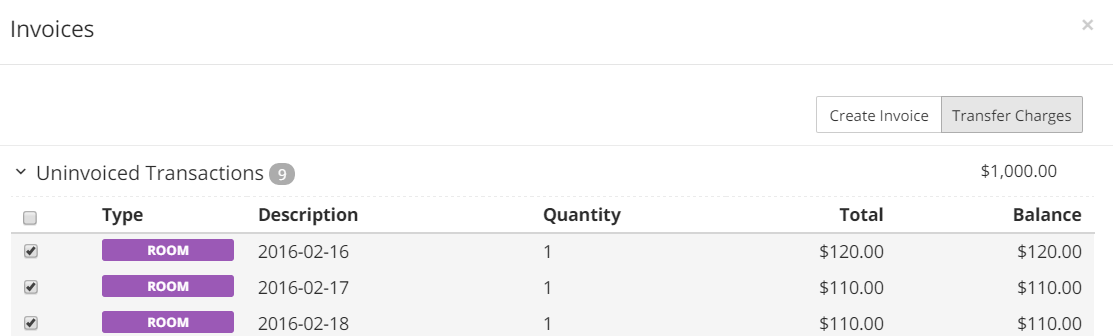 Invoices ×
Create Invoice Transfer Charges
Uninvoiced Transactions 9 $1,000.00
Type Description Quantity Total Balance
ROOM 2016-02-16 1 $120.00 $120.00
ROOM 2016-02-17 1 $110.00 $110.00
ROOM 2016-02-18 1 $110.00 $110.00